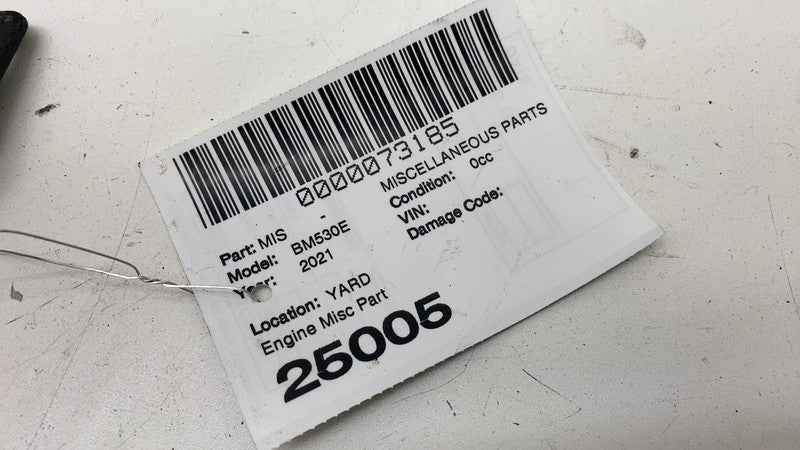 0000073185
Part: MIS - MISCELLANEOUS PARTS
Model: BM530E Condition: 0cc
Year: 2021 VIN:
Damage Code:
Location: YARD
Engine Misc Part
25005